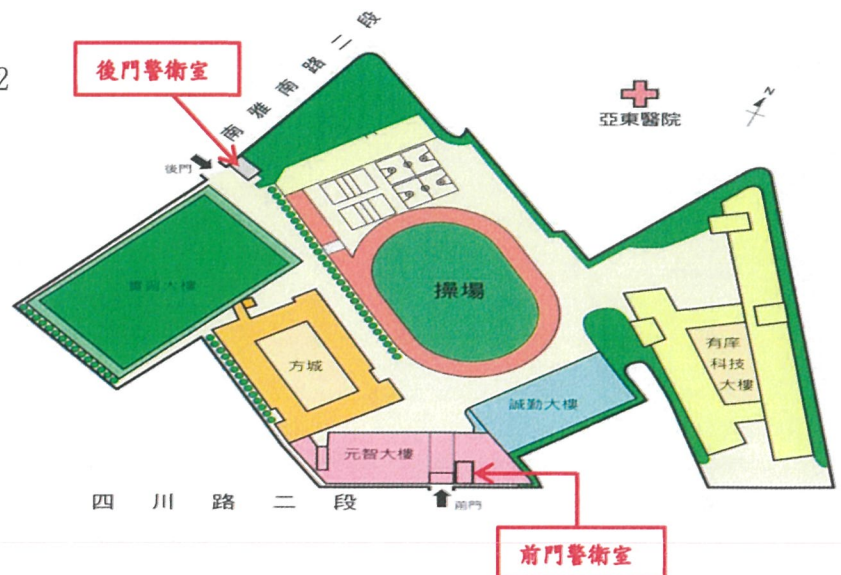 2
後門警衛室
南雅南路二段
亞東醫院
N
後門
操場
方城
有庠
科技
大樓
誠勤大樓
元智大樓
四川路二段
前門
前門警衛室